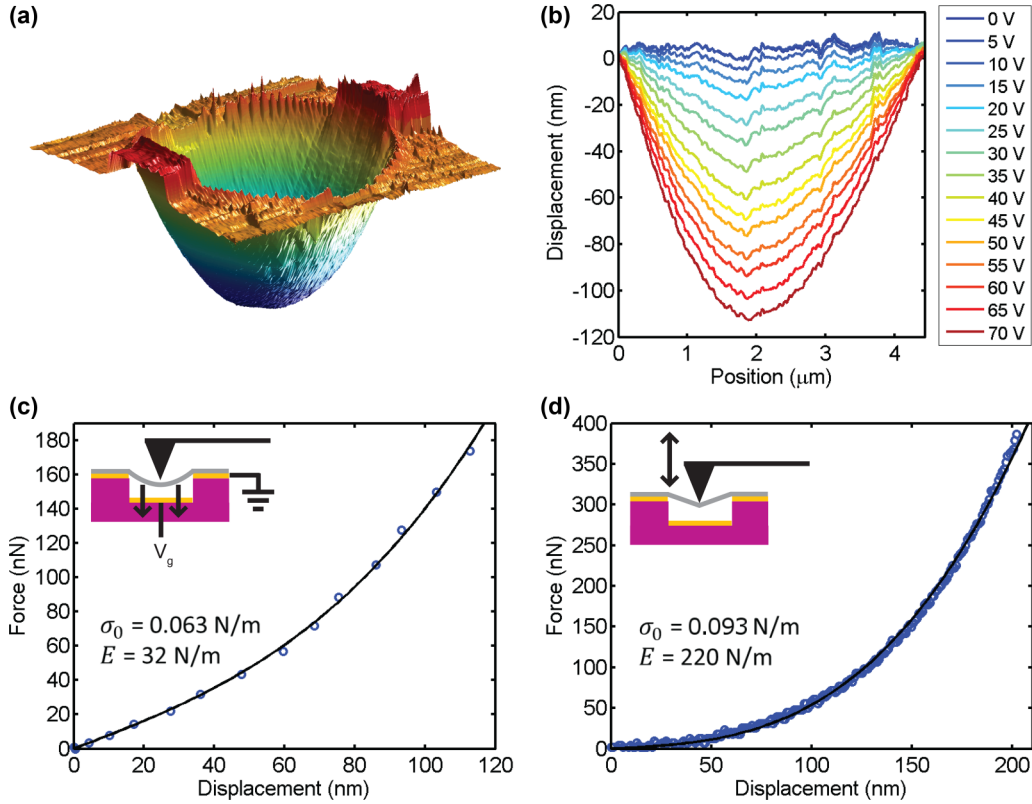 (a)
(b)
20
0
-20
-40
-60
-80
-100
-120
Displacement (nm)
0 1 2 3 4
Position (μm)
0 V
5 V
10 V
15 V
20 V
25 V
30 V
35 V
40 V
45 V
50 V
55 V
60 V
65 V
70 V
(c)
180
160
140
120
100
80
60
40
20
0
Force (nN)
V_g
σ₀ = 0.063 N/m
E = 32 N/m
0 20 40 60 80 100 120
Displacement (nm)
(d)
400
350
300
250
200
150
100
50
0
Force (nN)
σ₀ = 0.093 N/m
E = 220 N/m
0 50 100 150 200
Displacement (nm)